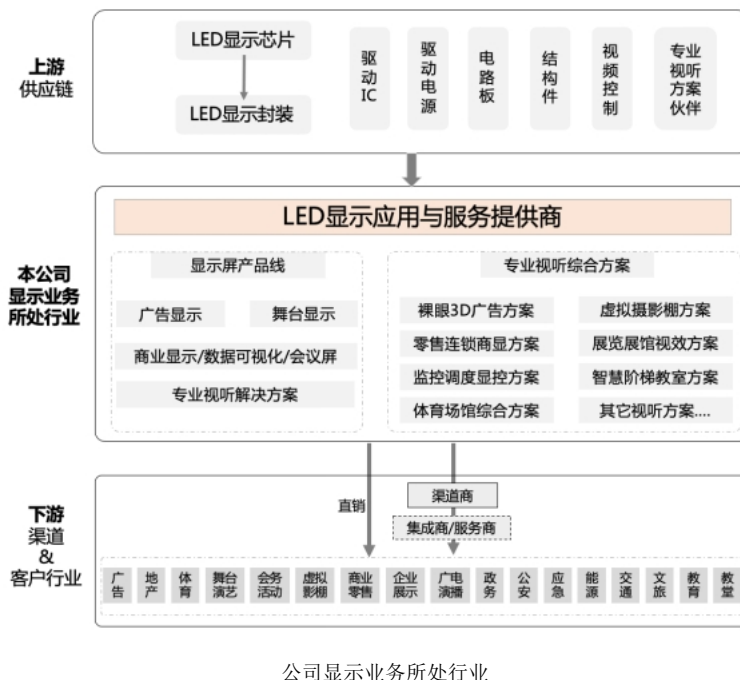 上游
供应链
LED显示芯片
LED显示封装
驱动IC
驱动电源
电路板
结构件
视频控制
专业视听方案伙伴
本公司
显示业务
所处行业
LED显示应用与服务提供商
显示屏产品线
广告显示
舞台显示
商业显示/数据可视化/会议屏
专业视听解决方案
专业视听综合方案
裸眼3D广告方案
虚拟摄影棚方案
零售连锁商显方案
展览展馆视效方案
监控调度显控方案
智慧阶梯教室方案
体育场馆综合方案
其它视听方案....
下游
渠道
&
客户行业
直销
渠道商
集成商/服务商
广告
地产
体育
舞台演艺
会务活动
虚拟影棚
商业零售
企业展示
广电演播
政务
公安
应急
能源
交通
文旅
教育
教堂
公司显示业务所处行业